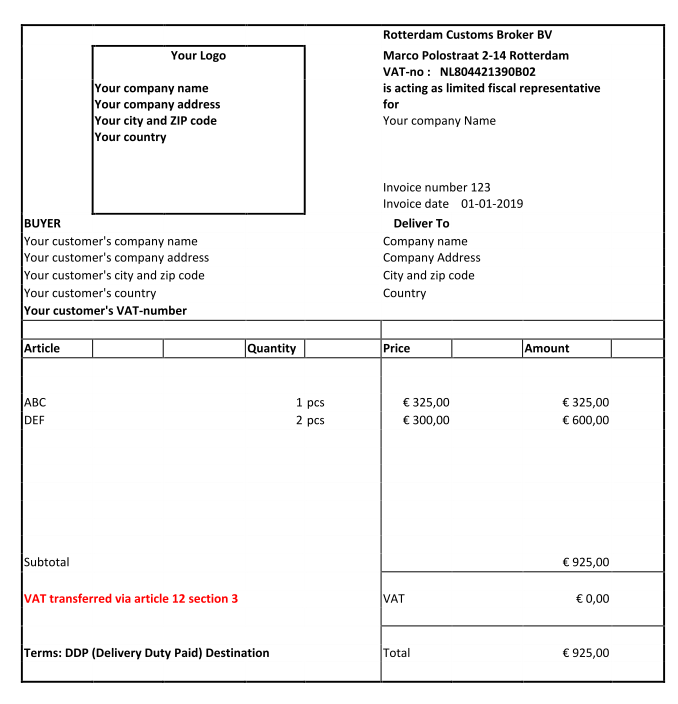 Rotterdam Customs Broker BV
Your Logo
Marco Polostraat 2-14 Rotterdam
VAT-no : NL804421390B02
Your company name
is acting as limited fiscal representative
Your company address
for
Your city and ZIP code
Your company Name
Your country
Invoice number 123
Invoice date 01-01-2019
BUYER Deliver To
Your customer's company name Company name
Your customer's company address Company Address
Your customer's city and zip code City and zip code
Your customer's country Country
Your customer's VAT-number
Article Quantity Price Amount
ABC 1 pcs € 325,00 € 325,00
DEF 2 pcs € 300,00 € 600,00
Subtotal € 925,00
VAT transferred via article 12 section 3 VAT € 0,00
Terms: DDP (Delivery Duty Paid) Destination Total € 925,00